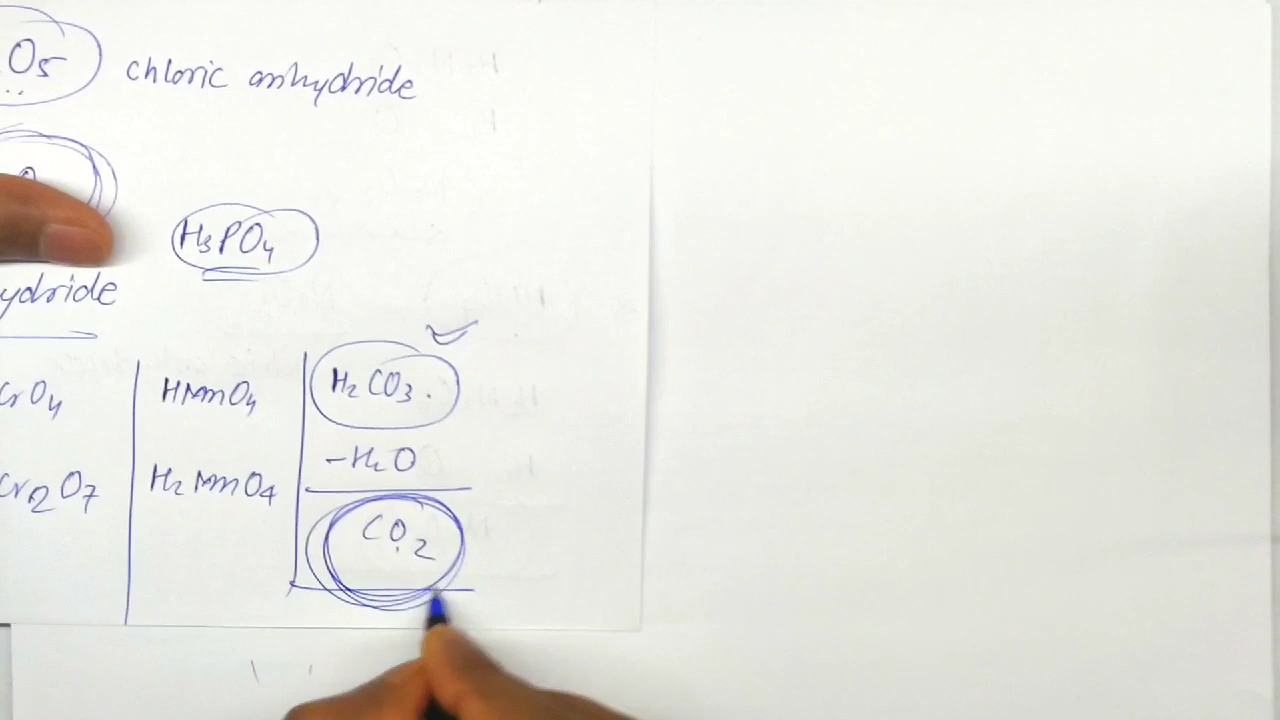 O5 chloric anhydride
H3PO4
ydride
CrO4 HMnO4 H2CO3.
-H2O
Cr2O7 H2MnO4
CO2